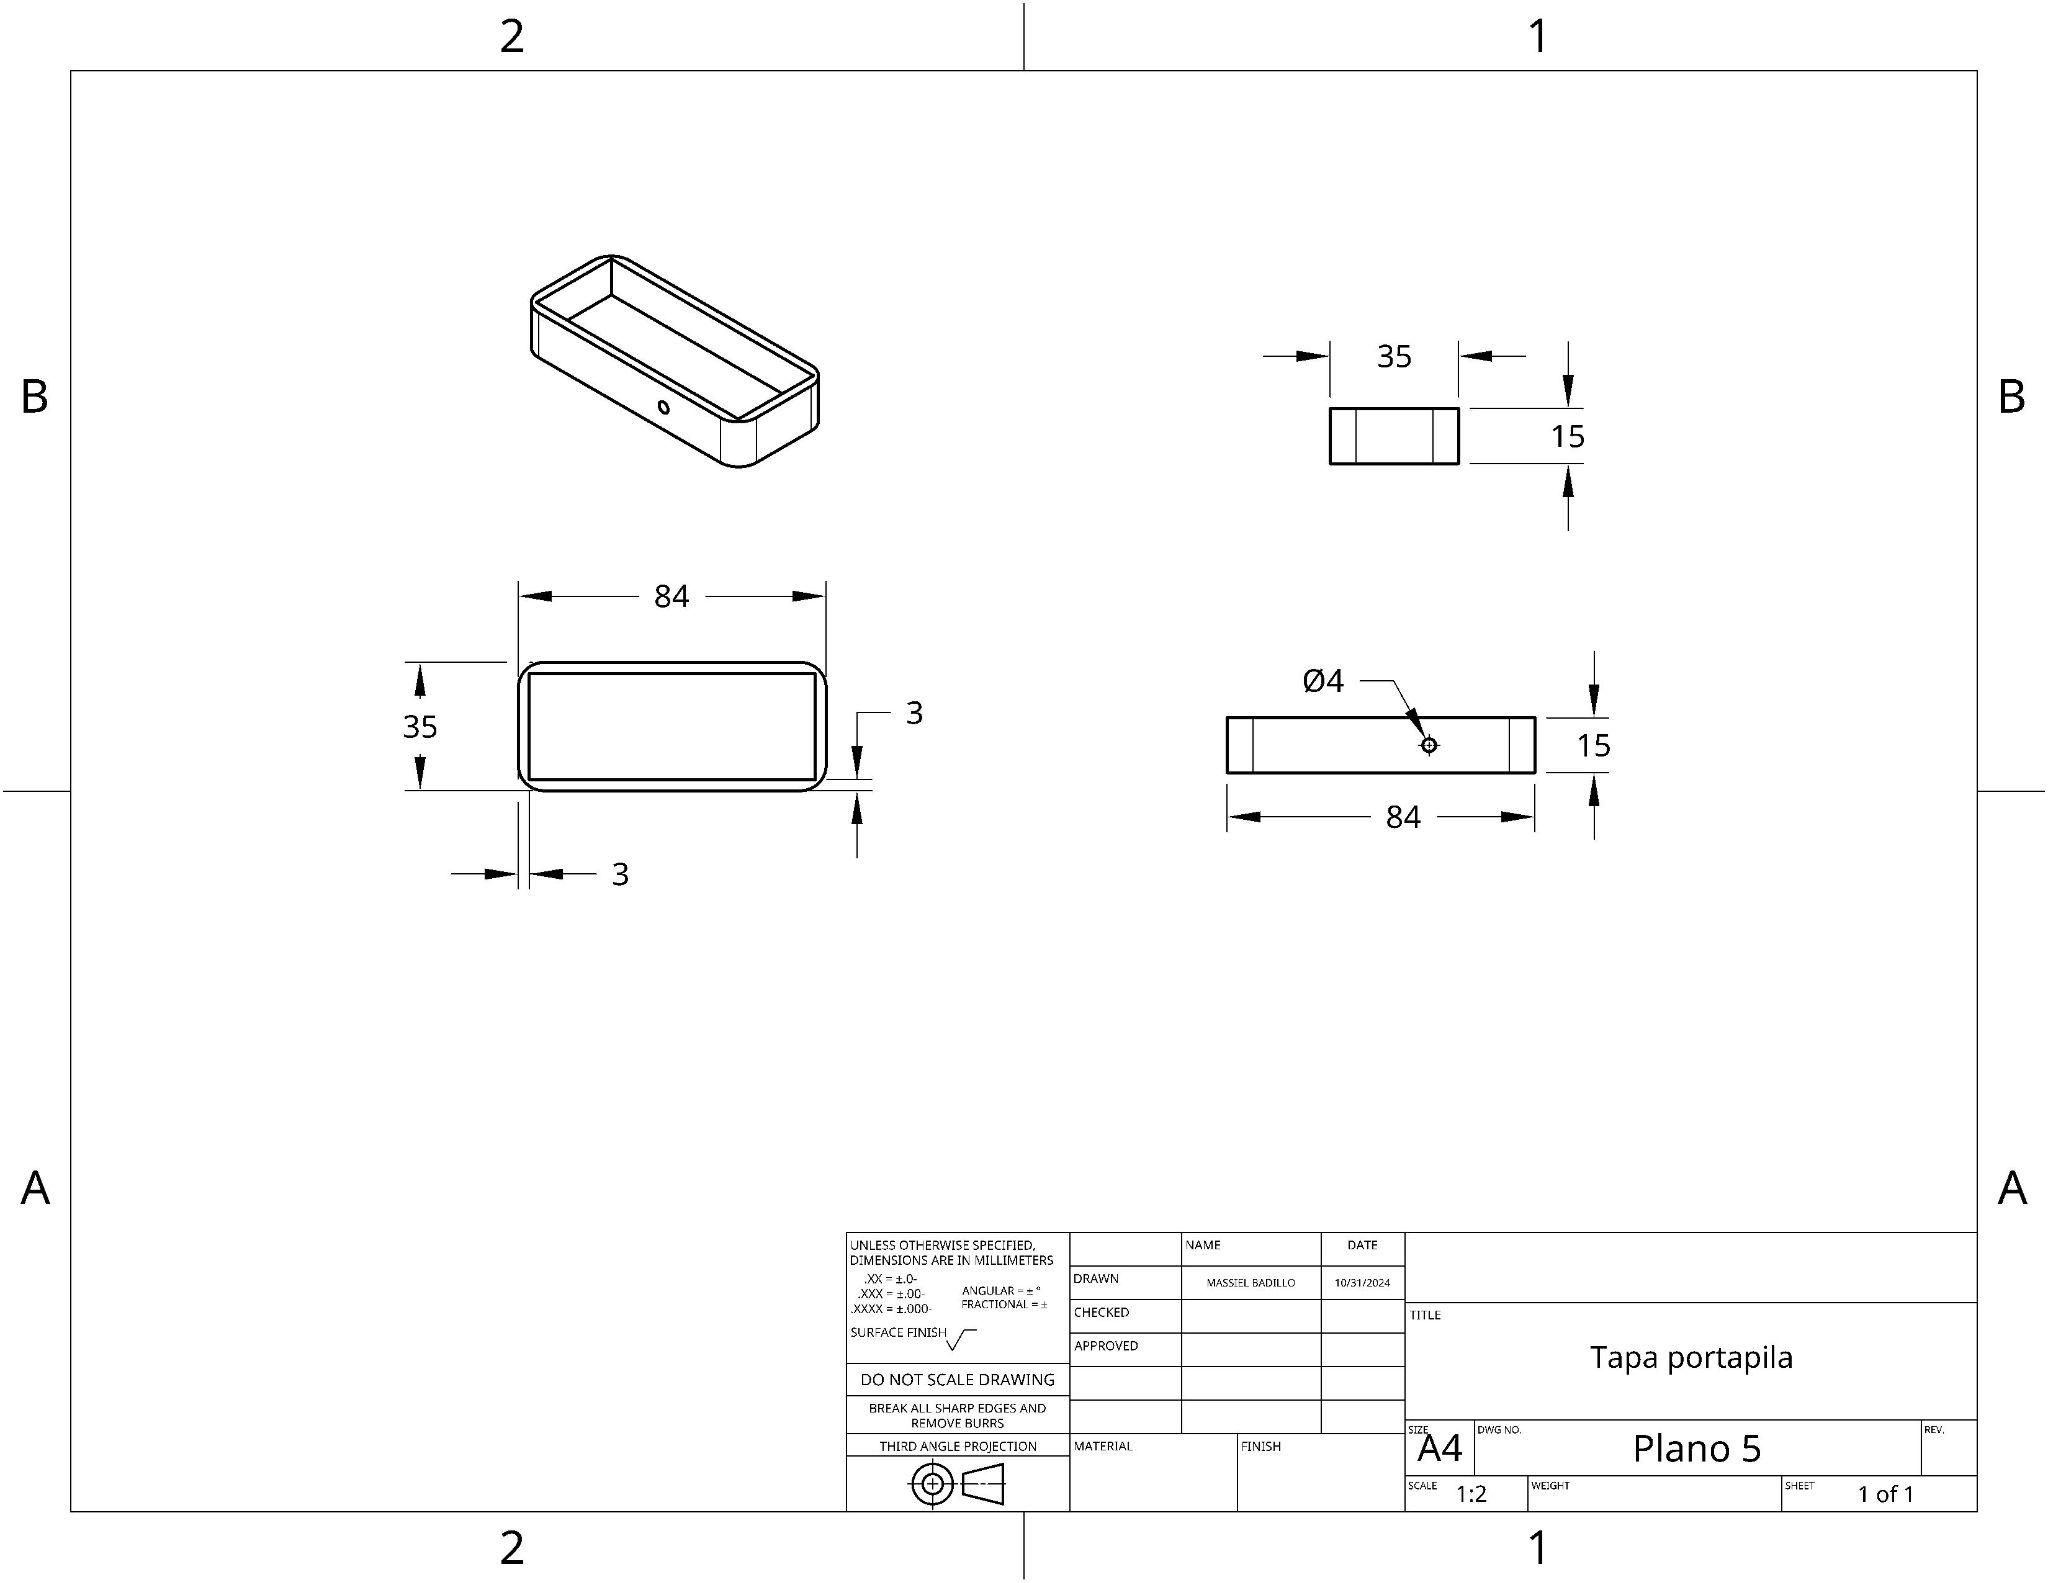 2
1
B
B
35
15
84
35
3
3
Ø4
15
84
A
A
UNLESS OTHERWISE SPECIFIED,
DIMENSIONS ARE IN MILLIMETERS
.XX = ±.0-
.XXX = ±.00-
.XXXX = ±.000-
ANGULAR = ± °
FRACTIONAL = ±
SURFACE FINISH
DO NOT SCALE DRAWING
BREAK ALL SHARP EDGES AND
REMOVE BURRS
THIRD ANGLE PROJECTION
NAME
DATE
DRAWN
MASSIEL BADILLO
10/31/2024
CHECKED
APPROVED
MATERIAL
FINISH
TITLE
Tapa portapila
SIZE
A4
DWG NO.
Plano 5
REV.
SCALE
1:2
WEIGHT
SHEET
1 of 1
2
1